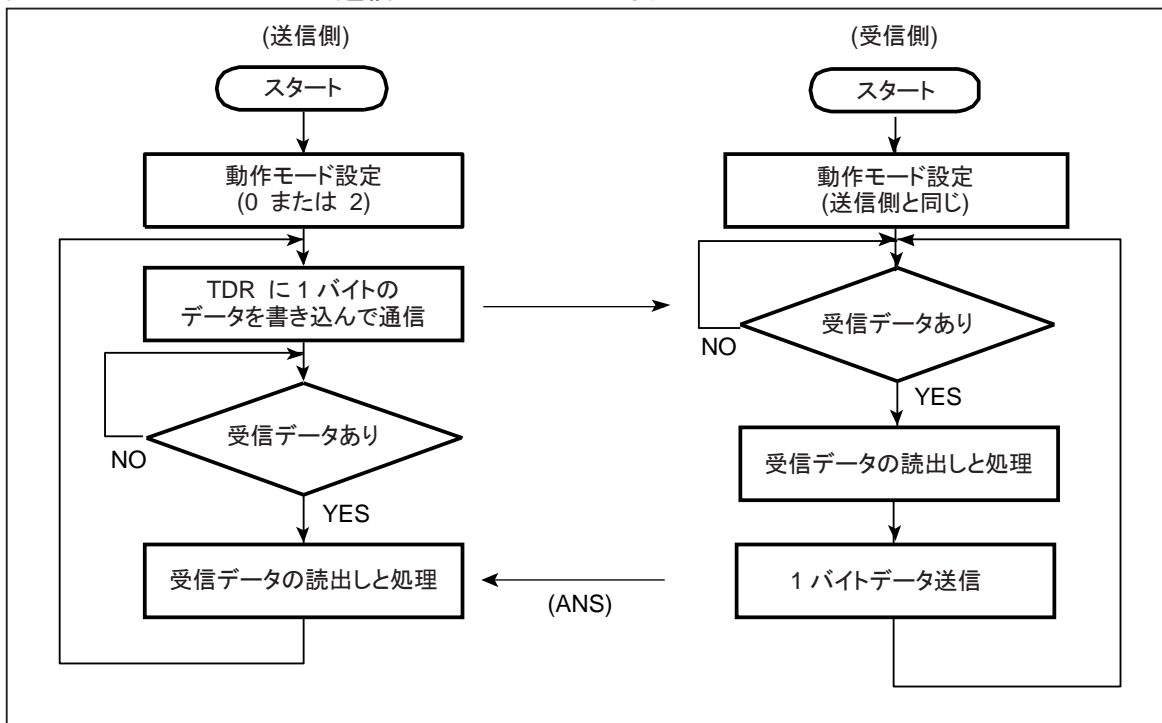 (送信側)
スタート
動作モード設定
(0 または 2)
TDR に 1 バイトの
データを書き込んで通信
受信データあり
NO
YES
受信データの読出しと処理
(ANS)
(受信側)
スタート
動作モード設定
(送信側と同じ)
受信データあり
NO
YES
受信データの読出しと処理
1 バイトデータ送信